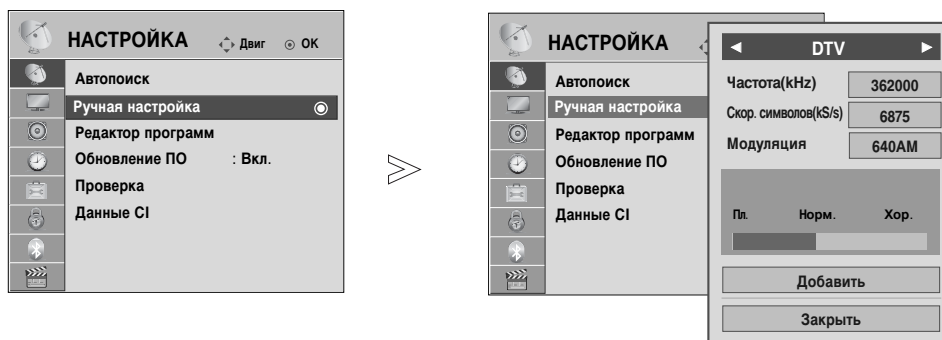 НАСТРОЙКА
Двиг
ОК
Автопоиск
Ручная настройка
Редактор программ
Обновление ПО : Вкл.
Проверка
Данные CI
НАСТРОЙКА
Автопоиск
Ручная настройка
Редактор программ
Обновление ПО
Проверка
Данные CI
◄ DTV ►
Частота(kHz) 362000
Скор. символов(kS/s) 6875
Модуляция 640AM
Пл. Норм. Хор.
Добавить
Закрыть